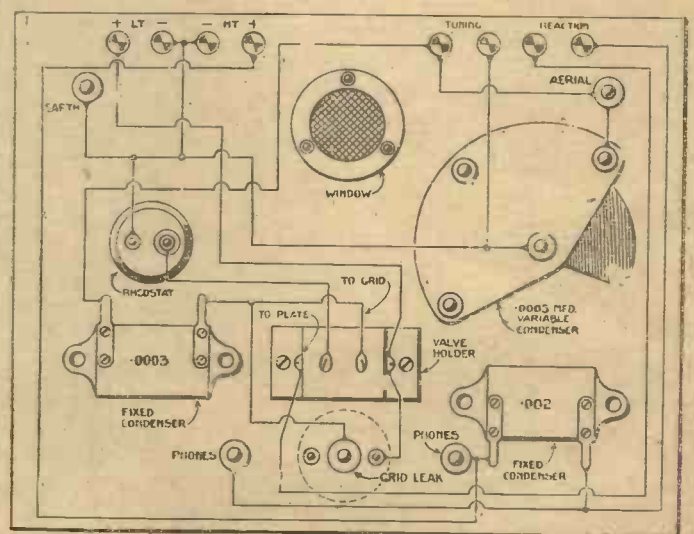 + LT - - HT +
TUNING
REACTION
AERIAL
EARTH
WINDOW
RHEOSTAT
TO GRID
TO PLATE
VALVE
HOLDER
.0005 MFD.
VARIABLE
CONDENSER
.0003
FIXED
CONDENSER
.002
FIXED
CONDENSER
PHONES
PHONES
GRID LEAK